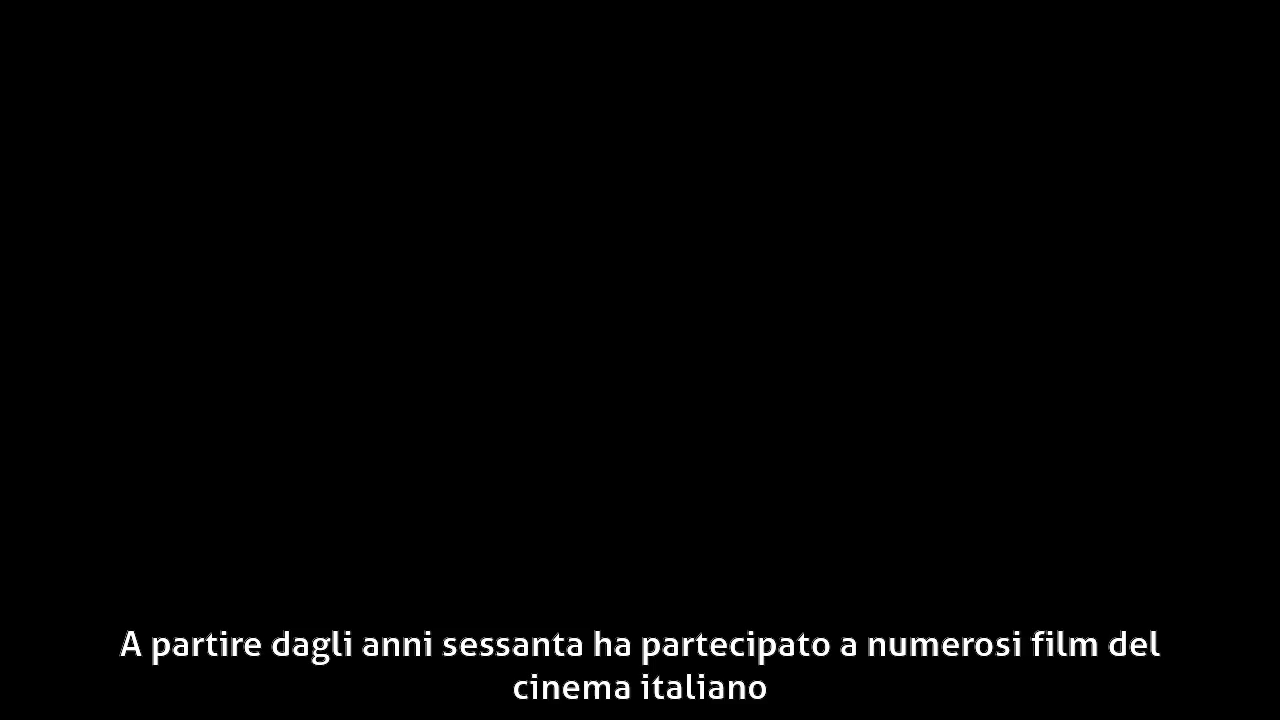 A partire dagli anni sessanta ha partecipato a numerosi film del
cinema italiano